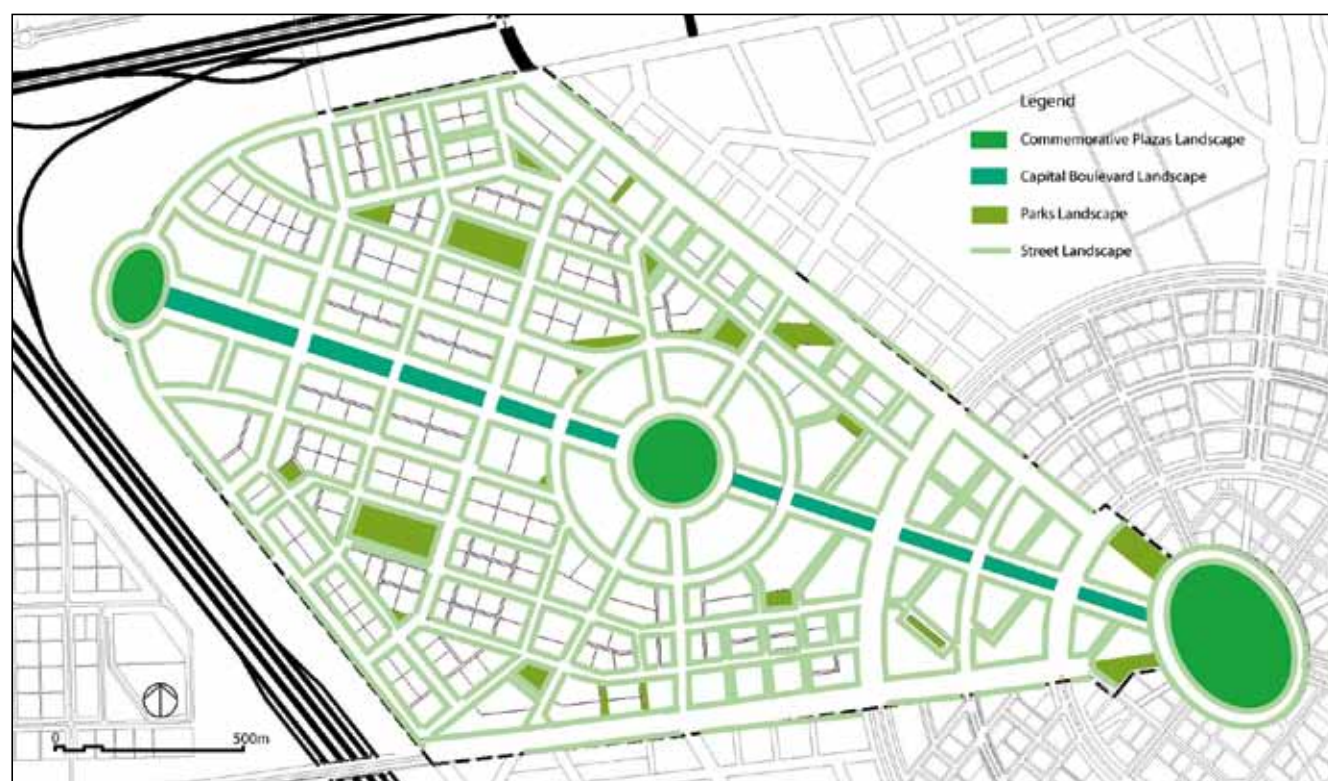 Legend
Commemorative Plazas Landscape
Capital Boulevard Landscape
Parks Landscape
Street Landscape
0 500m